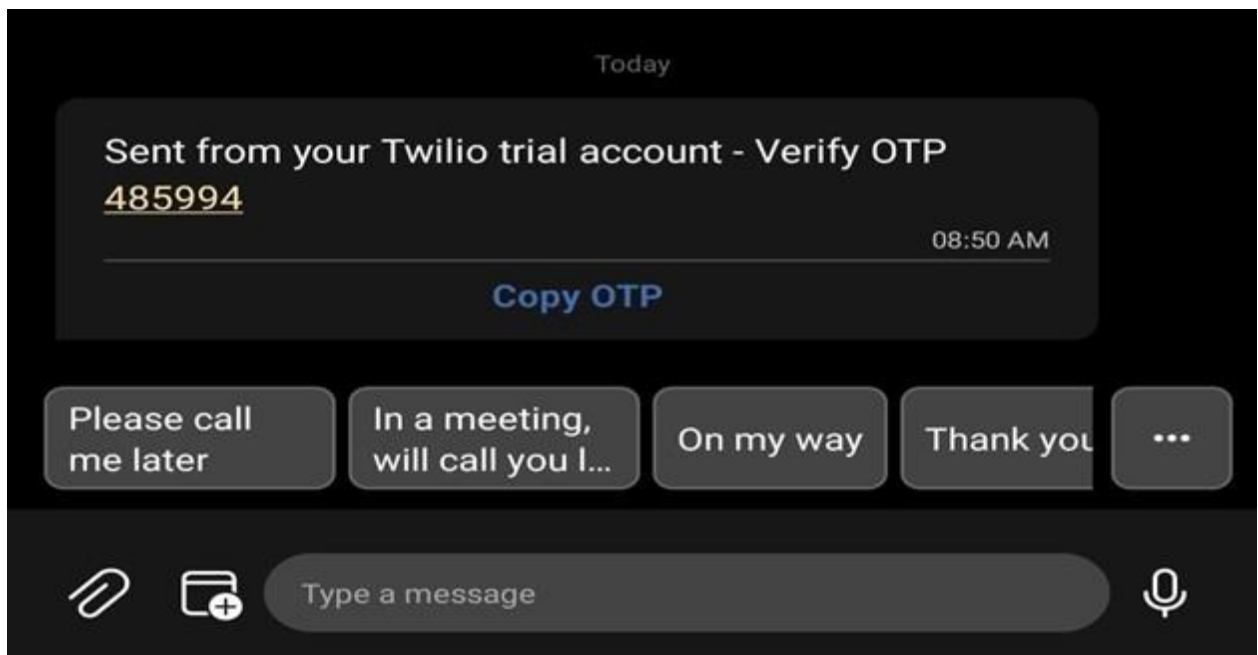 Today
Sent from your Twilio trial account - Verify OTP
485994
08:50 AM
Copy OTP
Please call
me later
In a meeting,
will call you l...
On my way
Thank you
Type a message